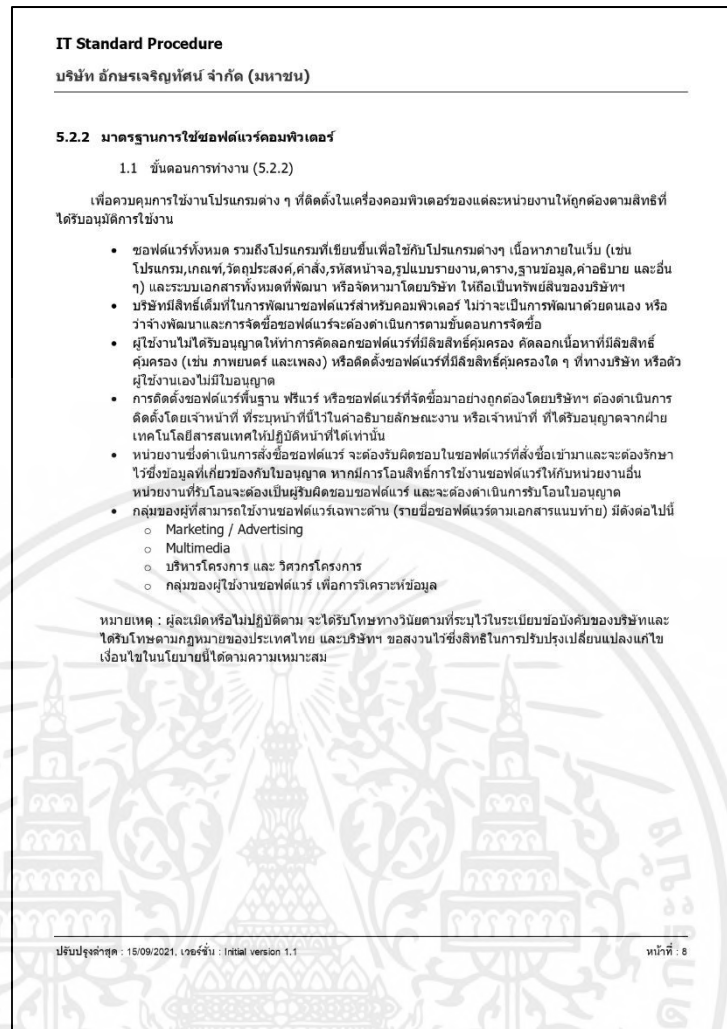 IT Standard Procedure
บริษัท อักษรเจริญทัศน์ จำกัด (มหาชน)
5.2.2 มาตรฐานการใช้ซอฟต์แวร์คอมพิวเตอร์
1.1 ขั้นตอนการทำงาน (5.2.2)
เพื่อควบคุมการใช้งานโปรแกรมต่าง ๆ ที่ติดตั้งในเครื่องคอมพิวเตอร์ของแต่ละหน่วยงานให้ถูกต้องตามสิทธิที่
ได้รับอนุมัติการใช้งาน
• ซอฟต์แวร์ทั้งหมด รวมถึงโปรแกรมที่เขียนขึ้นเพื่อใช้กับโปรแกรมต่างๆ เนื้อหาภายในเว็บ (เช่น
โปรแกรม,เกณฑ์,วัตถุประสงค์,คำสั่ง,รหัสหน้าจอ,รูปแบบรายงาน,ตาราง,ฐานข้อมูล,คำอธิบาย และอื่น
ๆ) และระบบเอกสารทั้งหมดที่พัฒนา หรือจัดหามาโดยบริษัท ให้ถือเป็นทรัพย์สินของบริษัทฯ
• บริษัทมีสิทธิ์เต็มที่ในการพัฒนาซอฟต์แวร์สำหรับคอมพิวเตอร์ ไม่ว่าจะเป็นการพัฒนาด้วยตนเอง หรือ
ว่าจ้างพัฒนาและการจัดซื้อซอฟต์แวร์จะต้องดำเนินการตามขั้นตอนการจัดซื้อ
• ผู้ใช้งานไม่ได้รับอนุญาตให้ทำการคัดลอกซอฟต์แวร์ที่มีลิขสิทธิ์คุ้มครอง คัดลอกเนื้อหาที่มีลิขสิทธิ์
คุ้มครอง (เช่น ภาพยนตร์ และเพลง) หรือติดตั้งซอฟต์แวร์ที่มีลิขสิทธิ์คุ้มครองใด ๆ ที่ทางบริษัท หรือตัว
ผู้ใช้งานเองไม่มีใบอนุญาต
• การติดตั้งซอฟต์แวร์พื้นฐาน ฟรีแวร์ หรือซอฟต์แวร์ที่จัดซื้อมาอย่างถูกต้องโดยบริษัทฯ ต้องดำเนินการ
ติดตั้งโดยเจ้าหน้าที่ ที่ระบุหน้าที่นี้ไว้ในคำอธิบายลักษณะงาน หรือเจ้าหน้าที่ ที่ได้รับอนุญาตจากฝ่าย
เทคโนโลยีสารสนเทศให้ปฏิบัติหน้าที่ได้เท่านั้น
• หน่วยงานซึ่งดำเนินการสั่งซื้อซอฟต์แวร์ จะต้องรับผิดชอบในซอฟต์แวร์ที่สั่งซื้อเข้ามาและจะต้องรักษา
ไว้ซึ่งข้อมูลที่เกี่ยวข้องกับใบอนุญาต หากมีการโอนสิทธิ์การใช้งานซอฟต์แวร์ให้กับหน่วยงานอื่น
หน่วยงานที่รับโอนจะต้องเป็นผู้รับผิดชอบซอฟต์แวร์ และจะต้องดำเนินการรับโอนใบอนุญาต
• กลุ่มของผู้ที่สามารถใช้งานซอฟต์แวร์เฉพาะด้าน (รายชื่อซอฟต์แวร์ตามเอกสารแนบท้าย) มีดังต่อไปนี้
○ Marketing / Advertising
○ Multimedia
○ บริหารโครงการ และ วิศวกรโครงการ
○ กลุ่มของผู้ใช้งานซอฟต์แวร์ เพื่อการวิเคราะห์ข้อมูล
หมายเหตุ : ผู้ละเมิดหรือไม่ปฏิบัติตาม จะได้รับโทษทางวินัยตามที่ระบุไว้ในระเบียบข้อบังคับของบริษัทและ
ได้รับโทษตามกฎหมายของประเทศไทย และบริษัทฯ ขอสงวนไว้ซึ่งสิทธิในการปรับปรุงเปลี่ยนแปลงแก้ไข
เงื่อนไขในนโยบายนี้ได้ตามความเหมาะสม
ปรับปรุงล่าสุด : 15/09/2021, เวอร์ชั่น : Initial version 1.1 หน้าที่ : 8